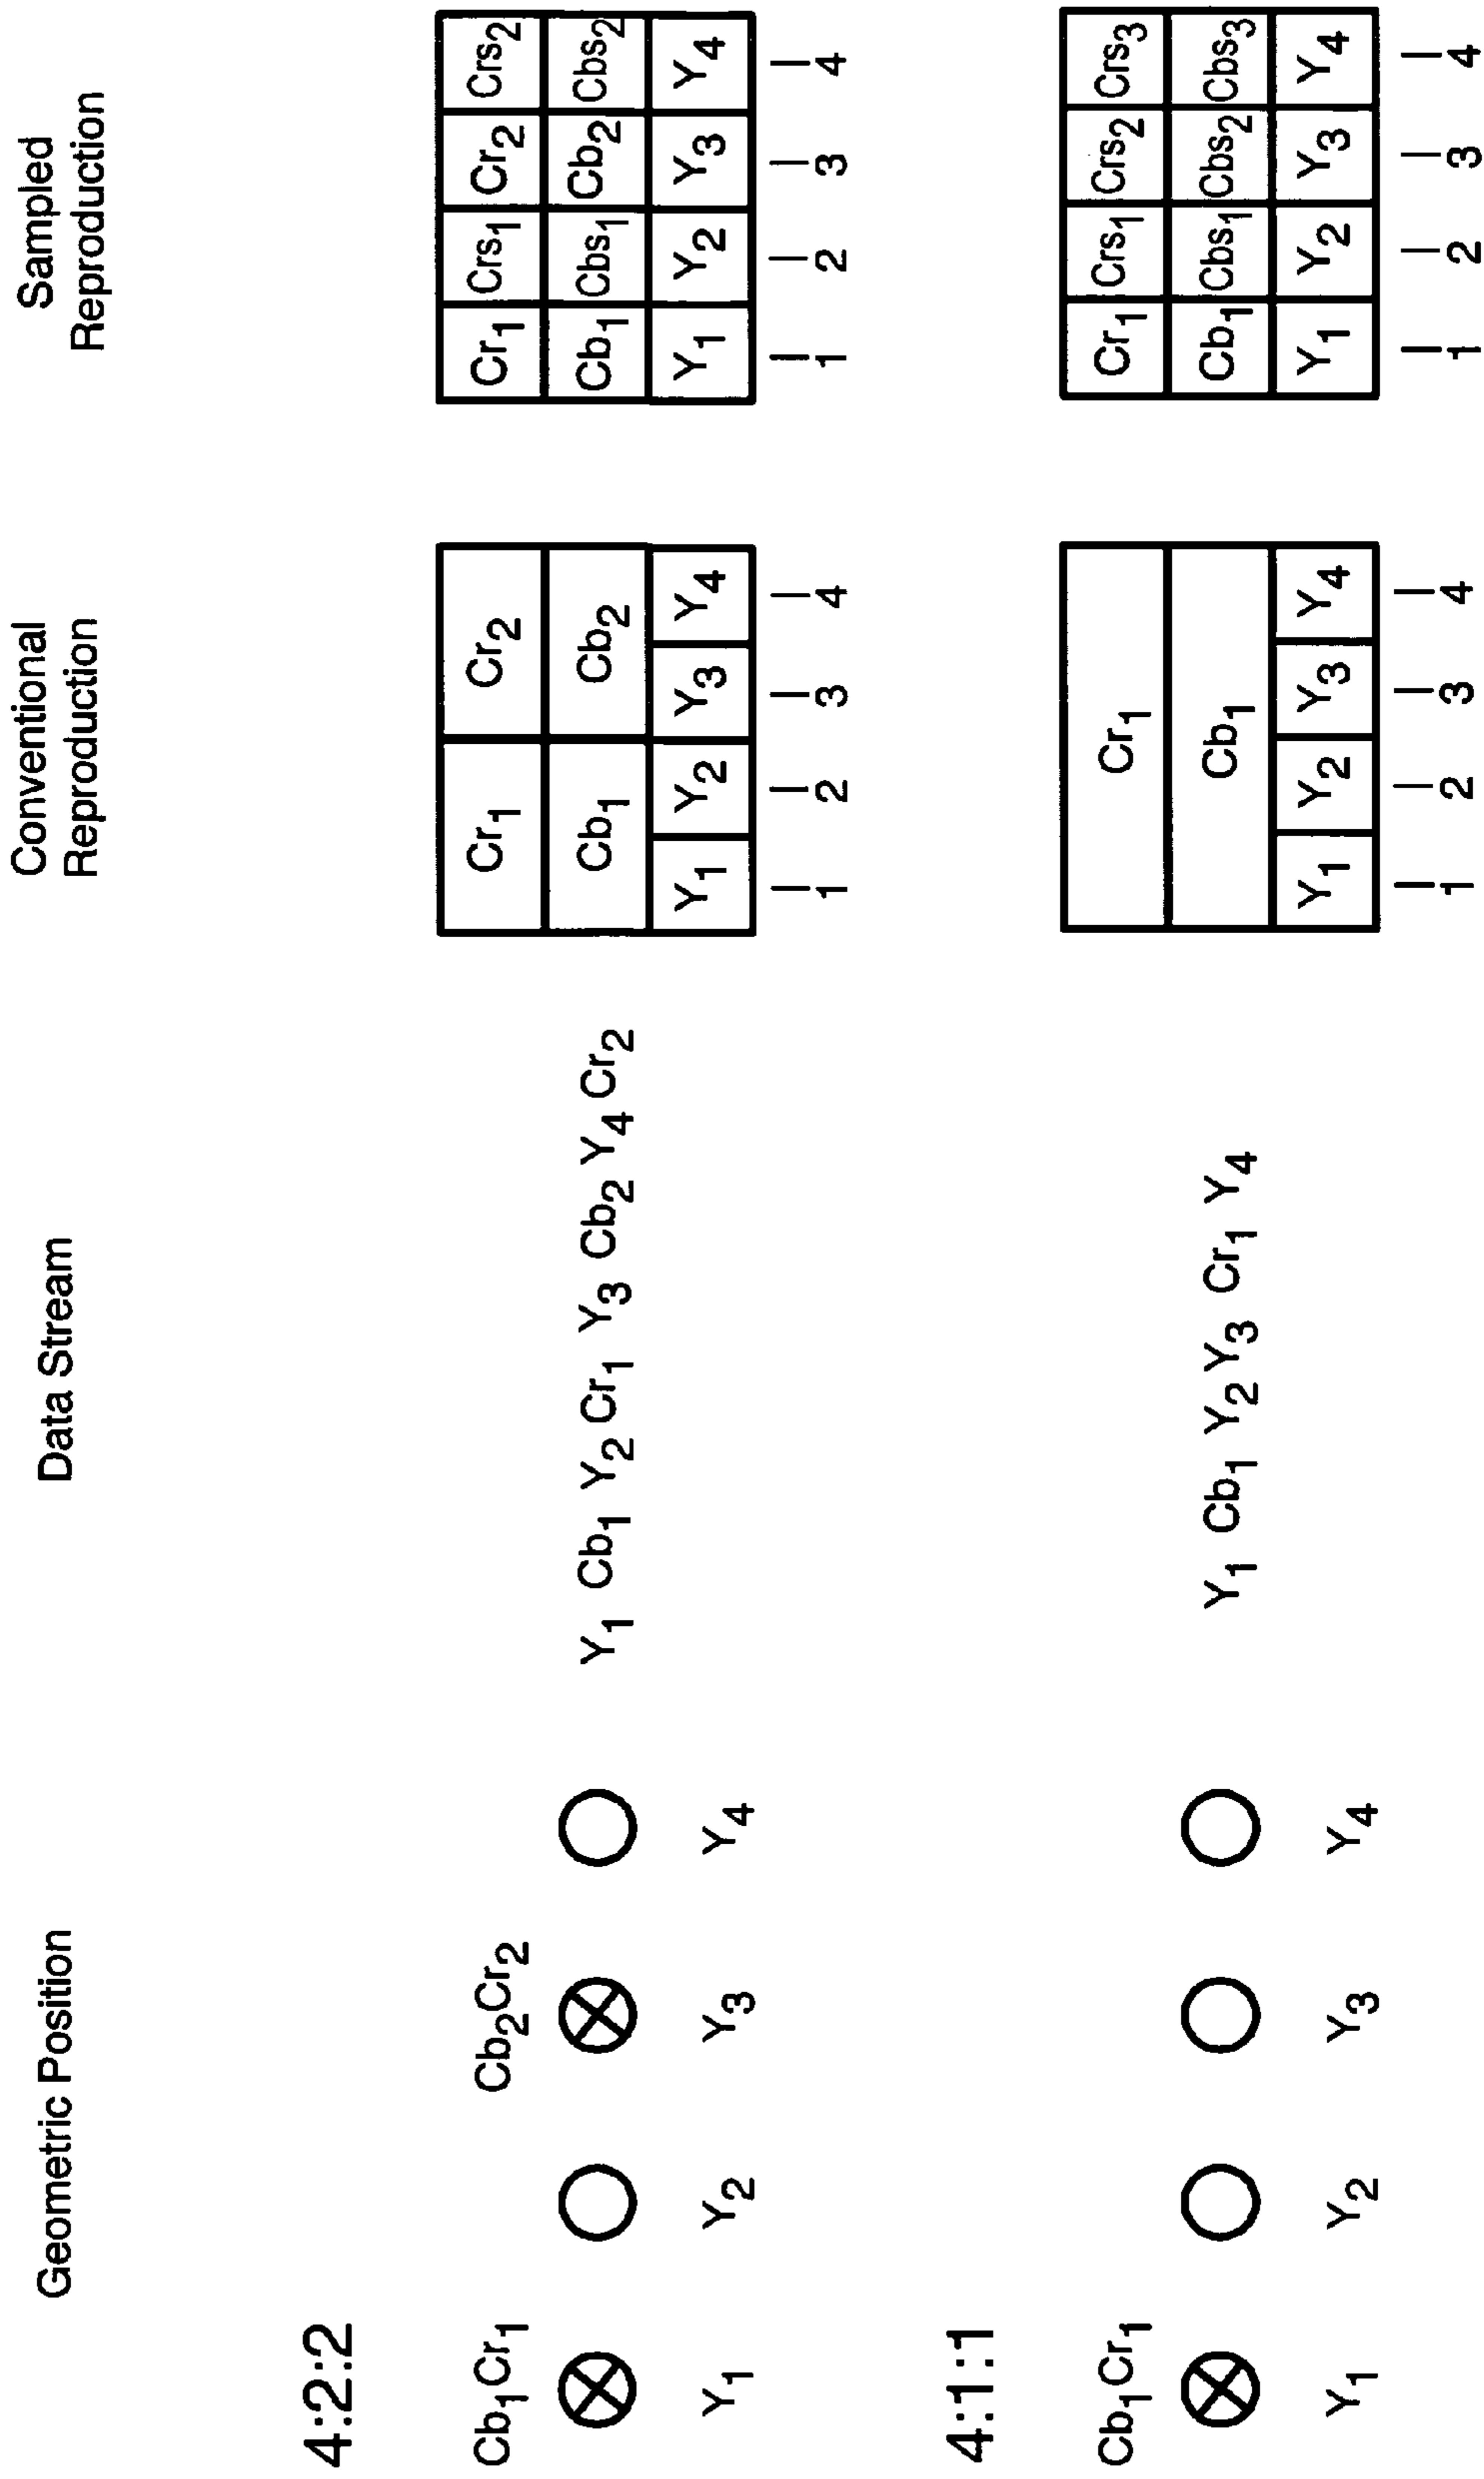 Geometric Position
Data Stream
Conventional
Reproduction
Sampled
Reproduction
4:2:2
Cb1Cr1
Cb2Cr2
Y1 Y2 Y3 Y4
Y1 Cb1 Y2 Cr1 Y3 Cb2 Y4 Cr2
Cr1 Cr2
Cb1 Cb2
Y1 Y2 Y3 Y4
1 2 3 4
Cr1 Crs1 Cr2 Crs2
Cb1 Cbs1 Cb2 Cbs2
Y1 Y2 Y3 Y4
1 2 3 4
4:1:1
Cb1Cr1
Y1 Y2 Y3 Y4
Y1 Cb1 Y2 Y3 Cr1 Y4
Cr1
Cb1
Y1 Y2 Y3 Y4
1 2 3 4
Cr1 Crs1 Crs2 Crs3
Cb1 Cbs1 Cbs2 Cbs3
Y1 Y2 Y3 Y4
1 2 3 4